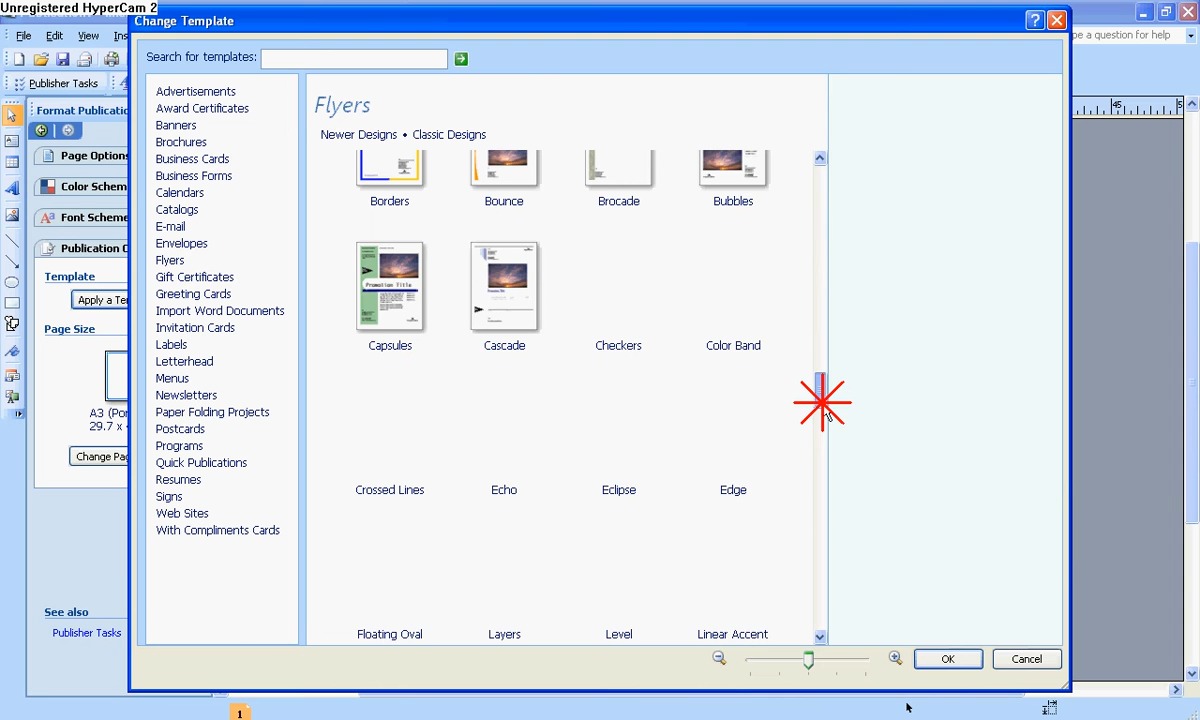 Unregistered HyperCam 2
Change Template
File Edit View Ins
pe a question for help
Search for templates:
Publisher Tasks
Format Publicatio
Page Options
Color Schem
Font Scheme
Publication O
Template
Apply a Te
Page Size
A3 (Por
29.7 x
Change Pag
See also
Publisher Tasks
Advertisements
Award Certificates
Banners
Brochures
Business Cards
Business Forms
Calendars
Catalogs
E-mail
Envelopes
Flyers
Gift Certificates
Greeting Cards
Import Word Documents
Invitation Cards
Labels
Letterhead
Menus
Newsletters
Paper Folding Projects
Postcards
Programs
Quick Publications
Resumes
Signs
Web Sites
With Compliments Cards
Flyers
Newer Designs • Classic Designs
Borders Bounce Brocade Bubbles
Promotion Title
Capsules Cascade Checkers Color Band
Crossed Lines Echo Eclipse Edge
Floating Oval Layers Level Linear Accent
OK Cancel
45
1